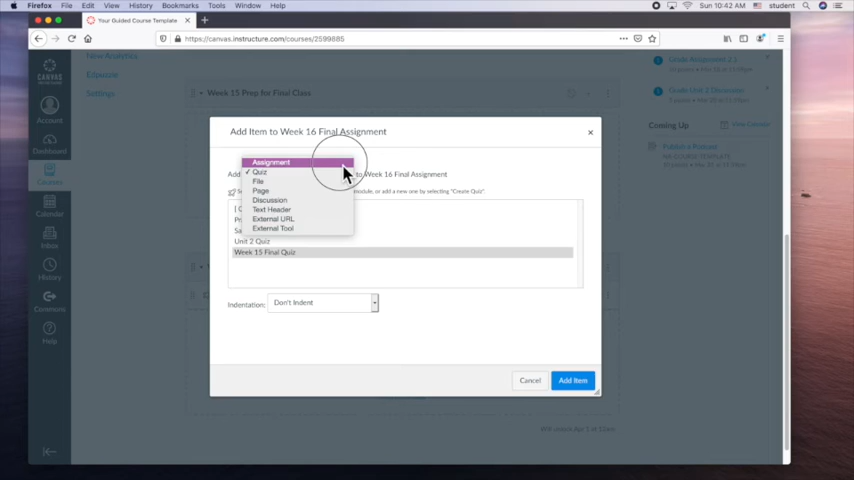 Firefox File Edit View History Bookmarks Tools Window Help
Sun 10:42 AM student
Your Guided Course Template
https://canvas.instructure.com/courses/2599885
New Analytics
Edpuzzle
Settings
Account
Dashboard
Courses
Calendar
Inbox
History
Commons
Help
Week 15 Prep for Final Class
Grade Assignment 2.1
Grade Unit 2 Discussion
Coming Up
View Calendar
Publish a Podcast
Add Item to Week 16 Final Assignment
Add
to Week 16 Final Assignment
Assignment
✓ Quiz
File
Page
Discussion
Text Header
External URL
External Tool
module, or add a new one by selecting "Create Quiz".
Unit 2 Quiz
Week 15 Final Quiz
Indentation: Don't Indent
Cancel
Add Item